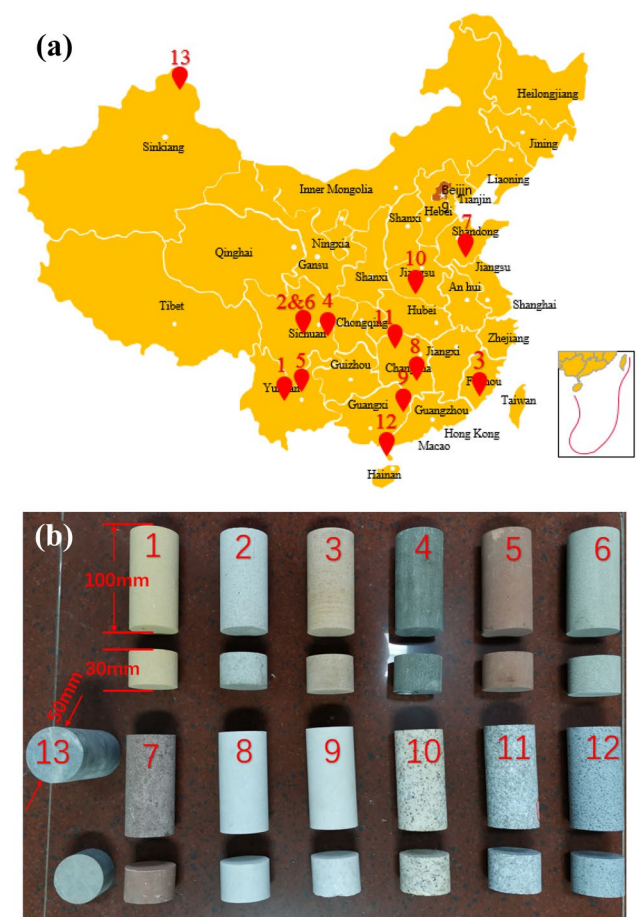 (a)
13
Heilongjiang
Sinkiang
Jining
Liaoning
Inner Mongolia
Beijin
g
Tianjin
Hebei
Shanxi
7
Shandong
Ningxia
Qinghai
Gansu
10
Shanxi
Jiangsu
Jiangsu
An hui
Tibet
2&6
4
Shanghai
Chongqing
Hubei
Sichuan
11
Zhejiang
8
Jiangxi
1
5
Guizhou
Changsha
3
9
Fuzhou
Yunnan
Guangxi
Guangzhou
Taiwan
12
Hong Kong
Macao
Hainan
(b)
1
2
3
4
5
6
100mm
30mm
50mm
13
7
8
9
10
11
12